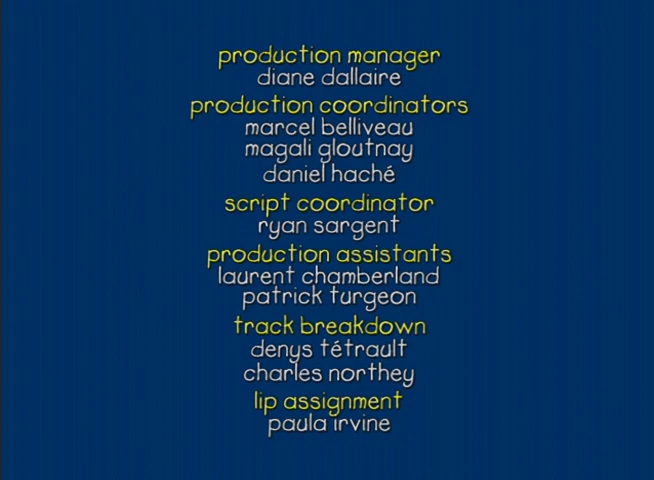 production manager
diane dallaire
production coordinators
marcel belliveau
magali gloutnay
daniel haché
script coordinator
ryan sargent
production assistants
laurent chamberland
patrick turgeon
track breakdown
denys tétrault
charles northey
lip assignment
paula irvine